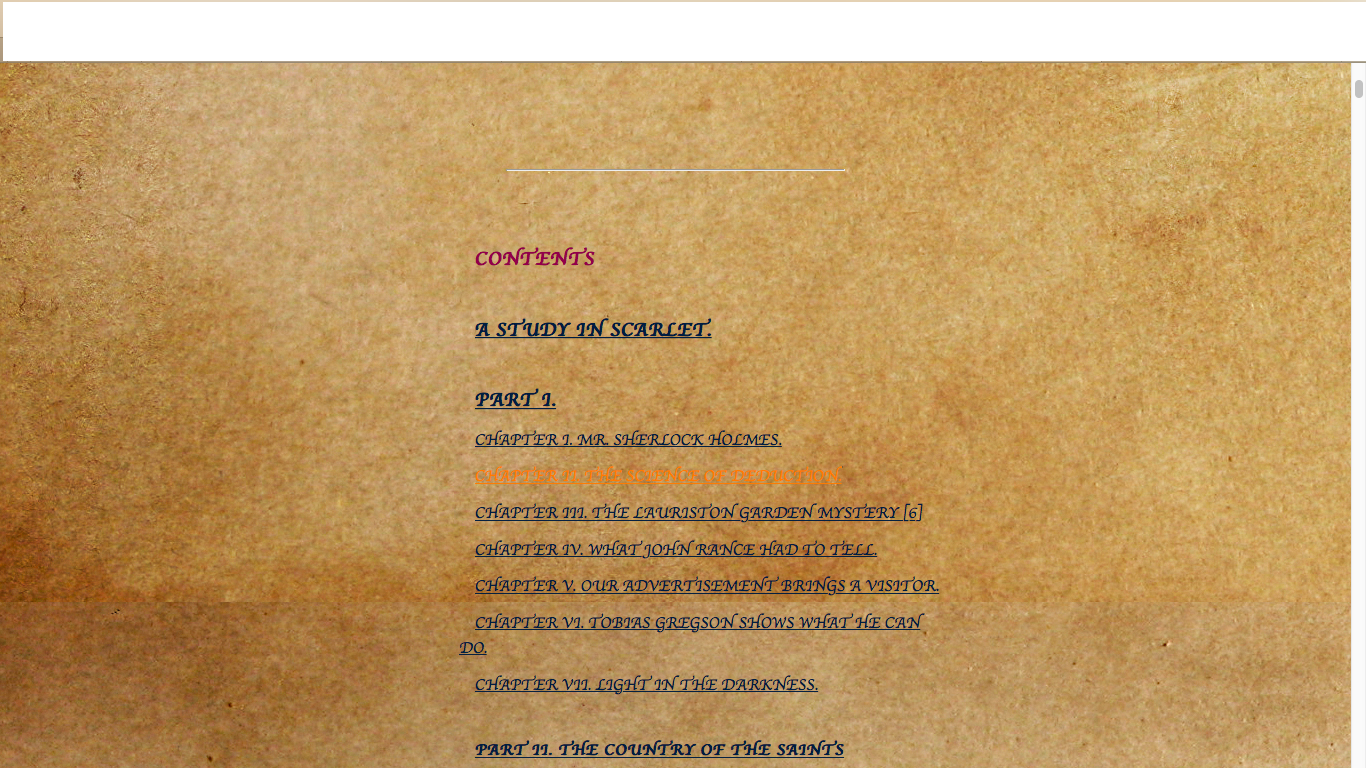 CONTENTS
A STUDY IN SCARLET.
PART I.
CHAPTER I. MR. SHERLOCK HOLMES.
CHAPTER II. THE SCIENCE OF DEDUCTION.
CHAPTER III. THE LAURISTON GARDEN MYSTERY [6]
CHAPTER IV. WHAT JOHN RANCE HAD TO TELL.
CHAPTER V. OUR ADVERTISEMENT BRINGS A VISITOR.
CHAPTER VI. TOBIAS GREGSON SHOWS WHAT HE CAN
DO.
CHAPTER VII. LIGHT IN THE DARKNESS.
PART II. THE COUNTRY OF THE SAINTS